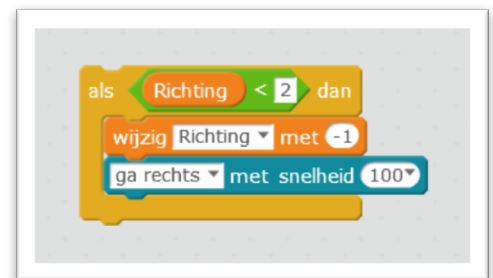 als Richting < 2 dan
wijzig Richting met -1
ga rechts met snelheid 100